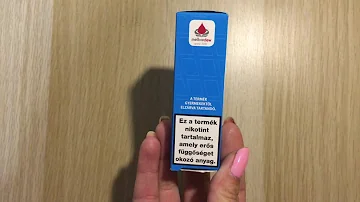 A TERMÉK
GYERMEKEKTŐL
ELZÁRVA TARTANDÓ.
Ez a termék
nikotint
tartalmaz,
amely erős
függőséget
okozó anyag.